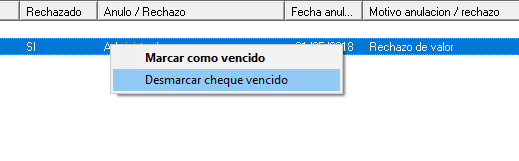 Rechazado Anulo / Rechazo Fecha anul... Motivo anulacion / rechazo
SI Rechazo de valor
Marcar como vencido
Desmarcar cheque vencido